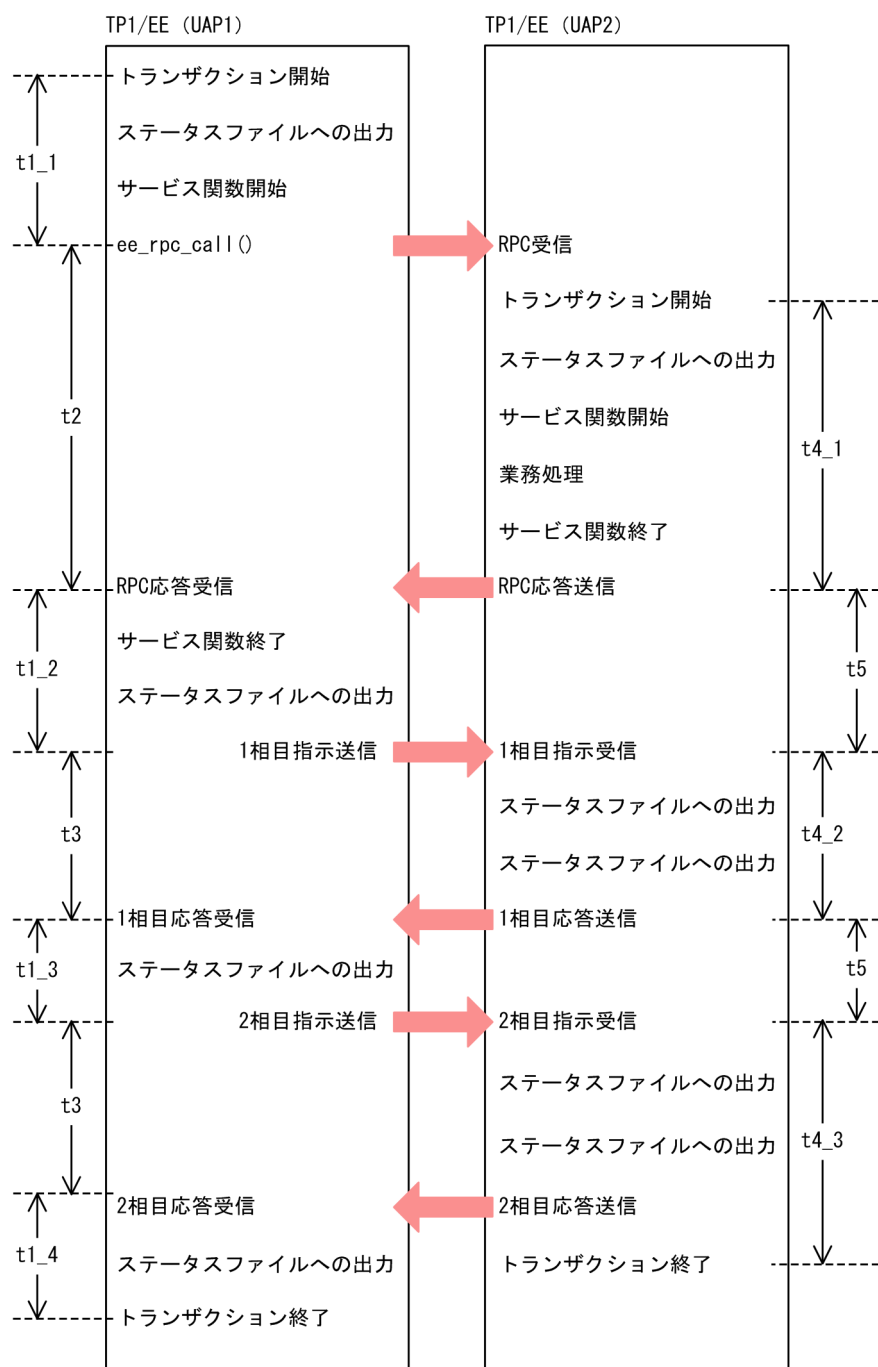 TP1/EE (UAP1)
TP1/EE (UAP2)
トランザクション開始
ステータスファイルへの出力
t1_1
サービス関数開始
ee_rpc_call()
RPC受信
トランザクション開始
ステータスファイルへの出力
t2
サービス関数開始
t4_1
業務処理
サービス関数終了
RPC応答受信
RPC応答送信
サービス関数終了
t1_2
t5
ステータスファイルへの出力
1相目指示送信
1相目指示受信
ステータスファイルへの出力
t3
t4_2
ステータスファイルへの出力
1相目応答受信
1相目応答送信
t1_3
ステータスファイルへの出力
t5
2相目指示送信
2相目指示受信
ステータスファイルへの出力
t3
ステータスファイルへの出力
t4_3
2相目応答受信
2相目応答送信
t1_4
ステータスファイルへの出力
トランザクション終了
トランザクション終了